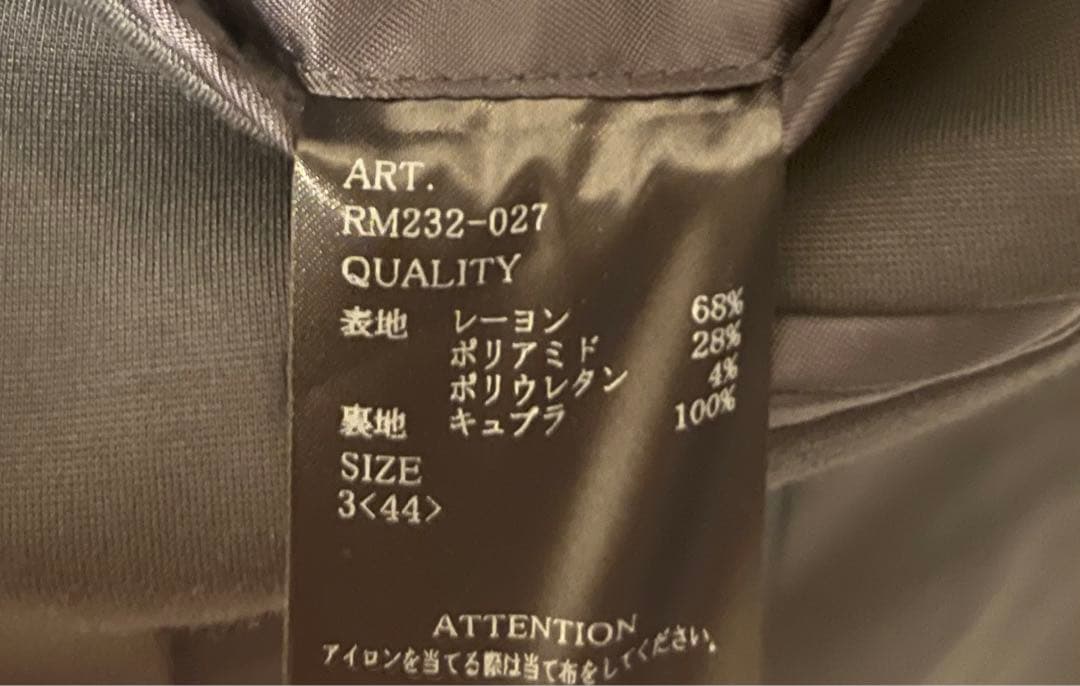 ART.
RM232-027
QUALITY
表地 レーヨン 68%
ポリアミド 28%
ポリウレタン 4%
裏地 キュプラ 100%
SIZE
3<44>
ATTENTION
アイロンを当てる際は当て布をしてください。